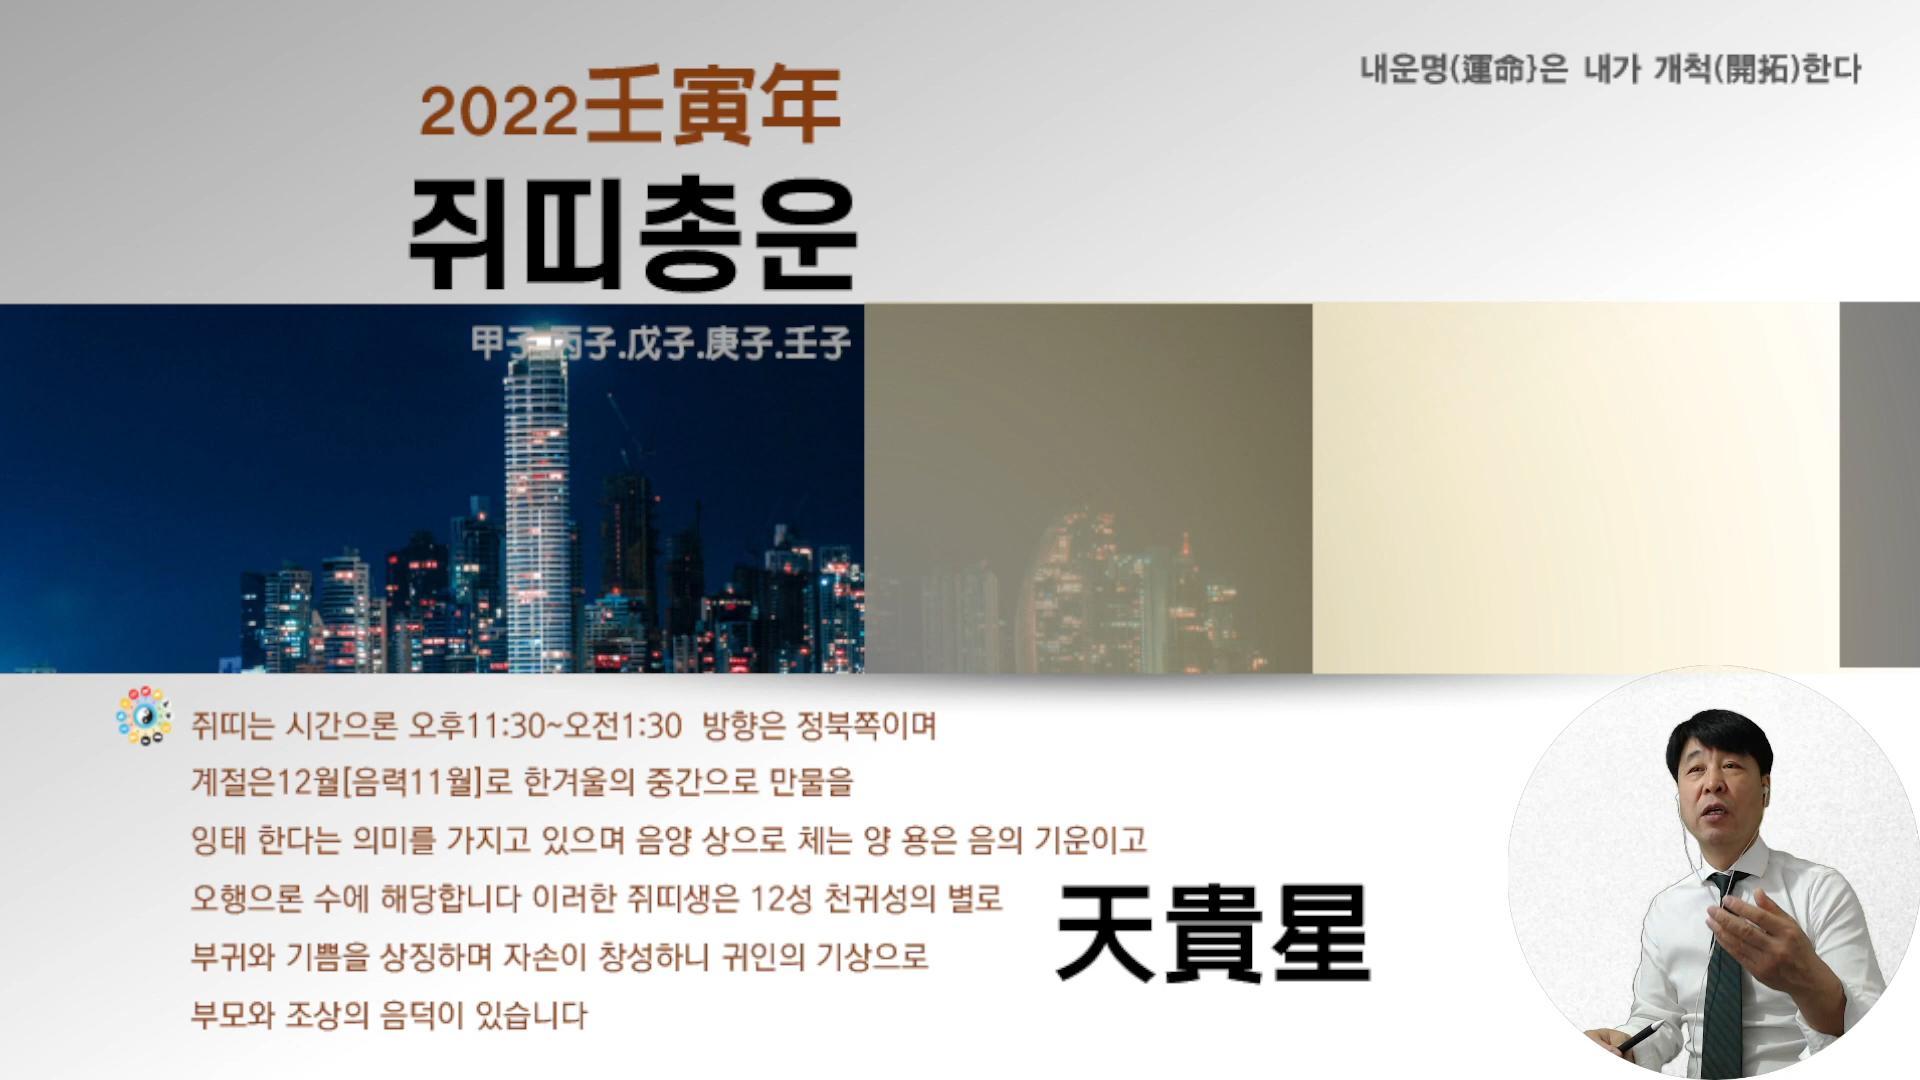 내운명(運命}은 내가 개척(開拓)한다
2022壬寅年
쥐띠총운
甲子.丙子.戊子.庚子.壬子
쥐띠는 시간으론 오후11:30~오전1:30 방향은 정북쪽이며
계절은12월[음력11월]로 한겨울의 중간으로 만물을
잉태 한다는 의미를 가지고 있으며 음양 상으로 체는 양 용은 음의 기운이고
오행으론 수에 해당합니다 이러한 쥐띠생은 12성 천귀성의 별로
부귀와 기쁨을 상징하며 자손이 창성하니 귀인의 기상으로
부모와 조상의 음덕이 있습니다
天貴星